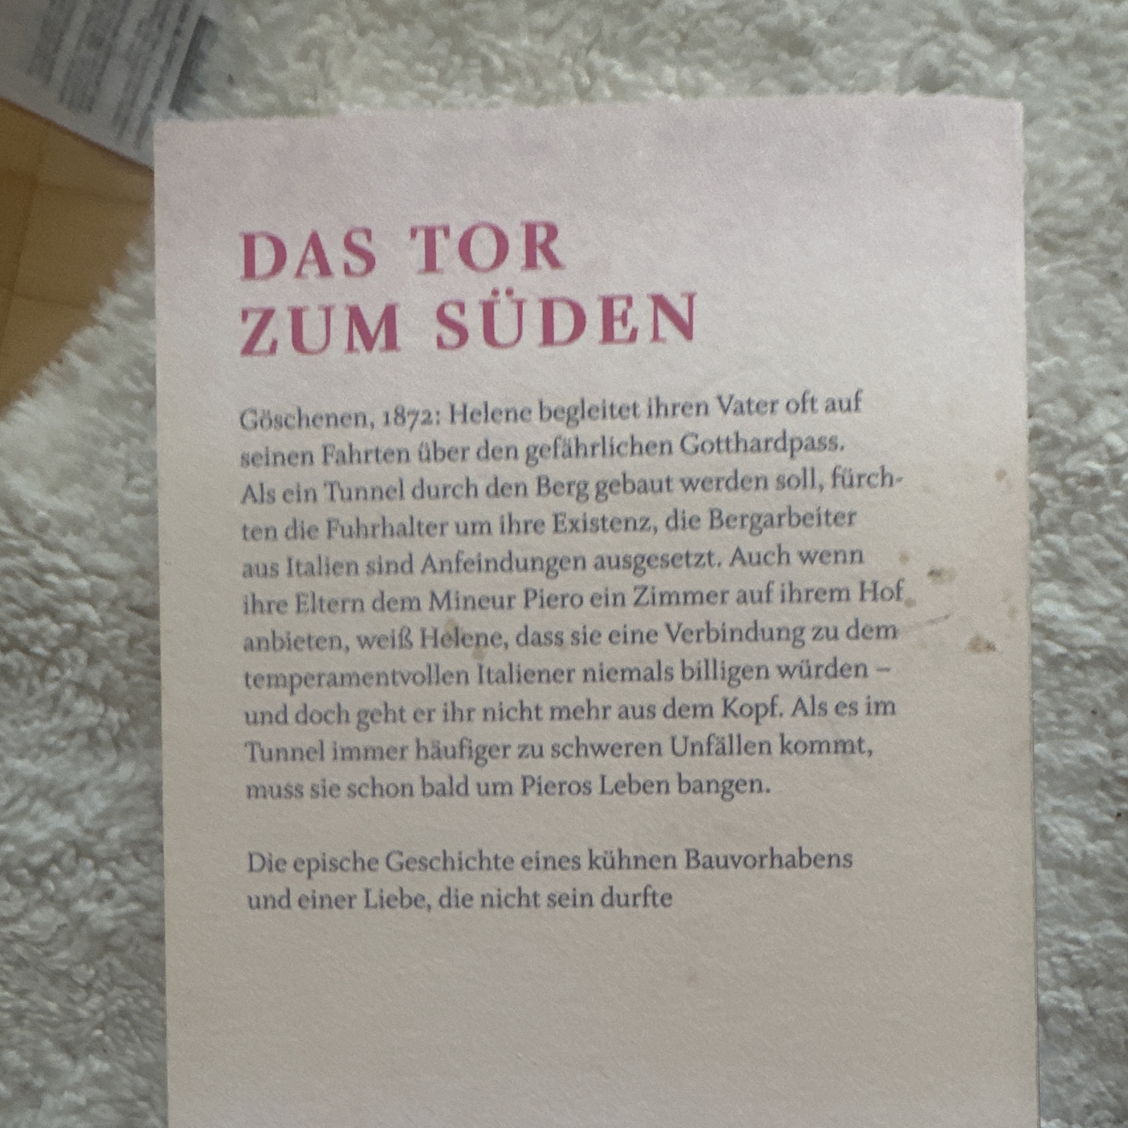 DAS TOR
ZUM SÜDEN
Göschenen, 1872: Helene begleitet ihren Vater oft auf
seinen Fahrten über den gefährlichen Gotthardpass.
Als ein Tunnel durch den Berg gebaut werden soll, fürch-
ten die Fuhrhalter um ihre Existenz, die Bergarbeiter
aus Italien sind Anfeindungen ausgesetzt. Auch wenn
ihre Eltern dem Mineur Piero ein Zimmer auf ihrem Hof
anbieten, weiß Helene, dass sie eine Verbindung zu dem
temperamentvollen Italiener niemals billigen würden –
und doch geht er ihr nicht mehr aus dem Kopf. Als es im
Tunnel immer häufiger zu schweren Unfällen kommt,
muss sie schon bald um Pieros Leben bangen.
Die epische Geschichte eines kühnen Bauvorhabens
und einer Liebe, die nicht sein durfte